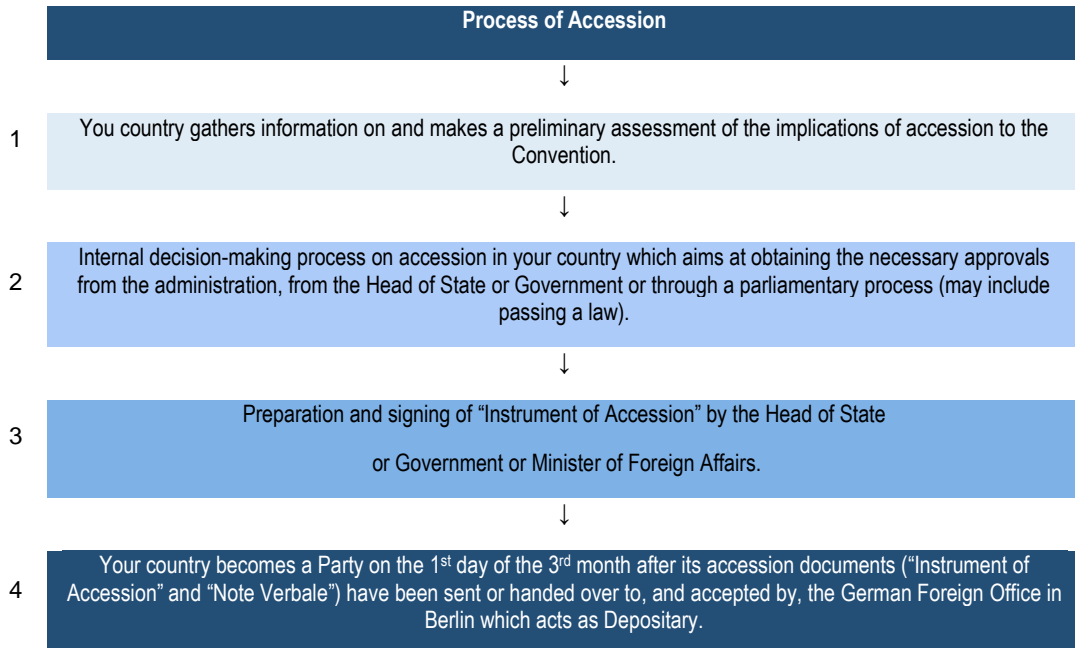 Process of Accession
↓
1
You country gathers information on and makes a preliminary assessment of the implications of accession to the
Convention.
↓
2
Internal decision-making process on accession in your country which aims at obtaining the necessary approvals
from the administration, from the Head of State or Government or through a parliamentary process (may include
passing a law).
↓
3
Preparation and signing of “Instrument of Accession” by the Head of State
or Government or Minister of Foreign Affairs.
↓
4
Your country becomes a Party on the 1st day of the 3rd month after its accession documents (“Instrument of
Accession” and “Note Verbale”) have been sent or handed over to, and accepted by, the German Foreign Office in
Berlin which acts as Depositary.